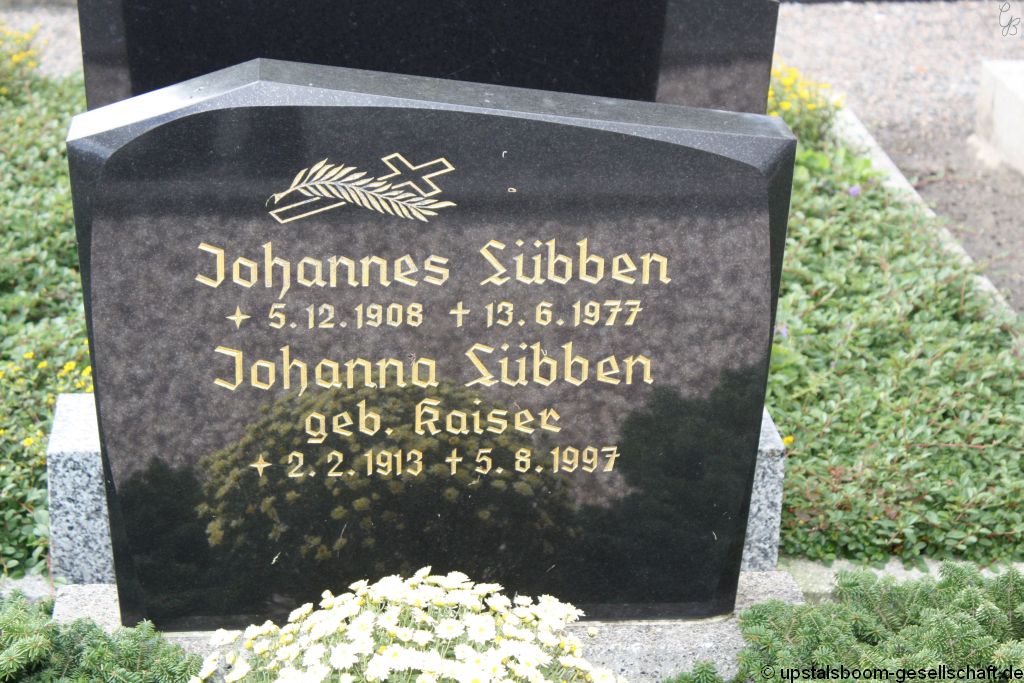 Johannes Lübben
✦ 5.12.1908 † 13.6.1977
Johanna Lübben
geb. Kaiser
✦ 2.2.1913 † 5.8.1997
© upstalsboom-gesellschaft.de